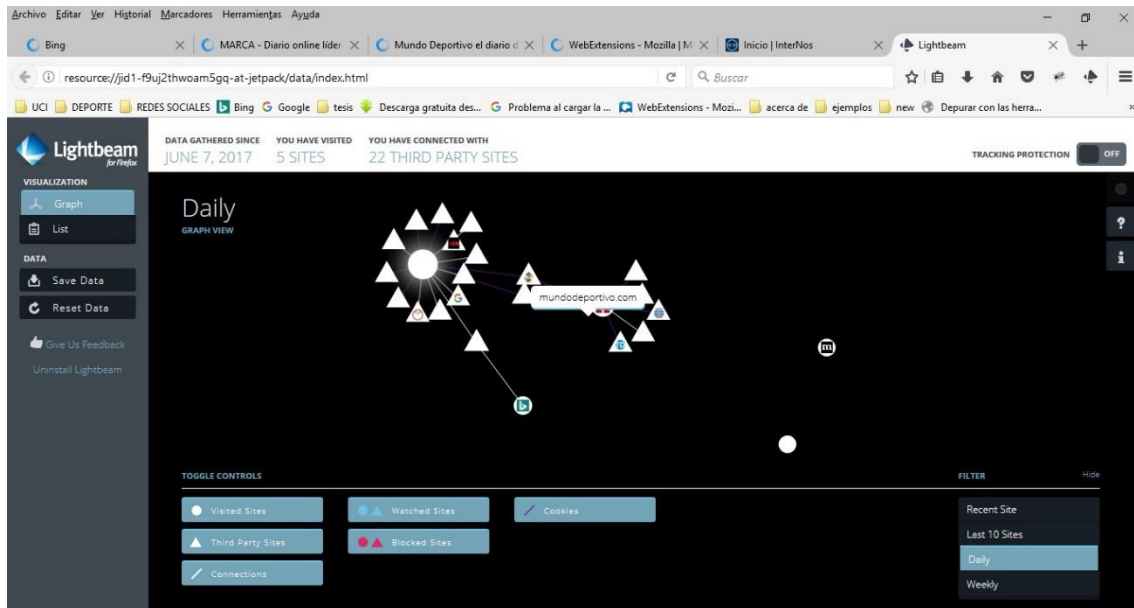 Archivo Editar Ver Historial Marcadores Herramientas Ayuda
Bing
MARCA - Diario online líder
Mundo Deportivo el diario d
WebExtensions - Mozilla | M
Inicio | InterNos
Lightbeam
resource://jid1-f9uj2thwoam5gq-at-jetpack/data/index.html
Buscar
UCI DEPORTE REDES SOCIALES Bing Google tesis Descarga gratuita des... Problema al cargar la ... WebExtensions - Mozi... acerca de ejemplos new Depurar con las herra...
Lightbeam
for Firefox
DATA GATHERED SINCE
JUNE 7, 2017
YOU HAVE VISITED
5 SITES
YOU HAVE CONNECTED WITH
22 THIRD PARTY SITES
TRACKING PROTECTION OFF
VISUALIZATION
Graph
List
DATA
Save Data
Reset Data
Give Us Feedback
Uninstall Lightbeam
Daily
GRAPH VIEW
mundodeportivo.com
TOGGLE CONTROLS
Visited Sites
Watched Sites
Cookies
Third Party Sites
Blocked Sites
Connections
FILTER
Hide
Recent Site
Last 10 Sites
Daily
Weekly